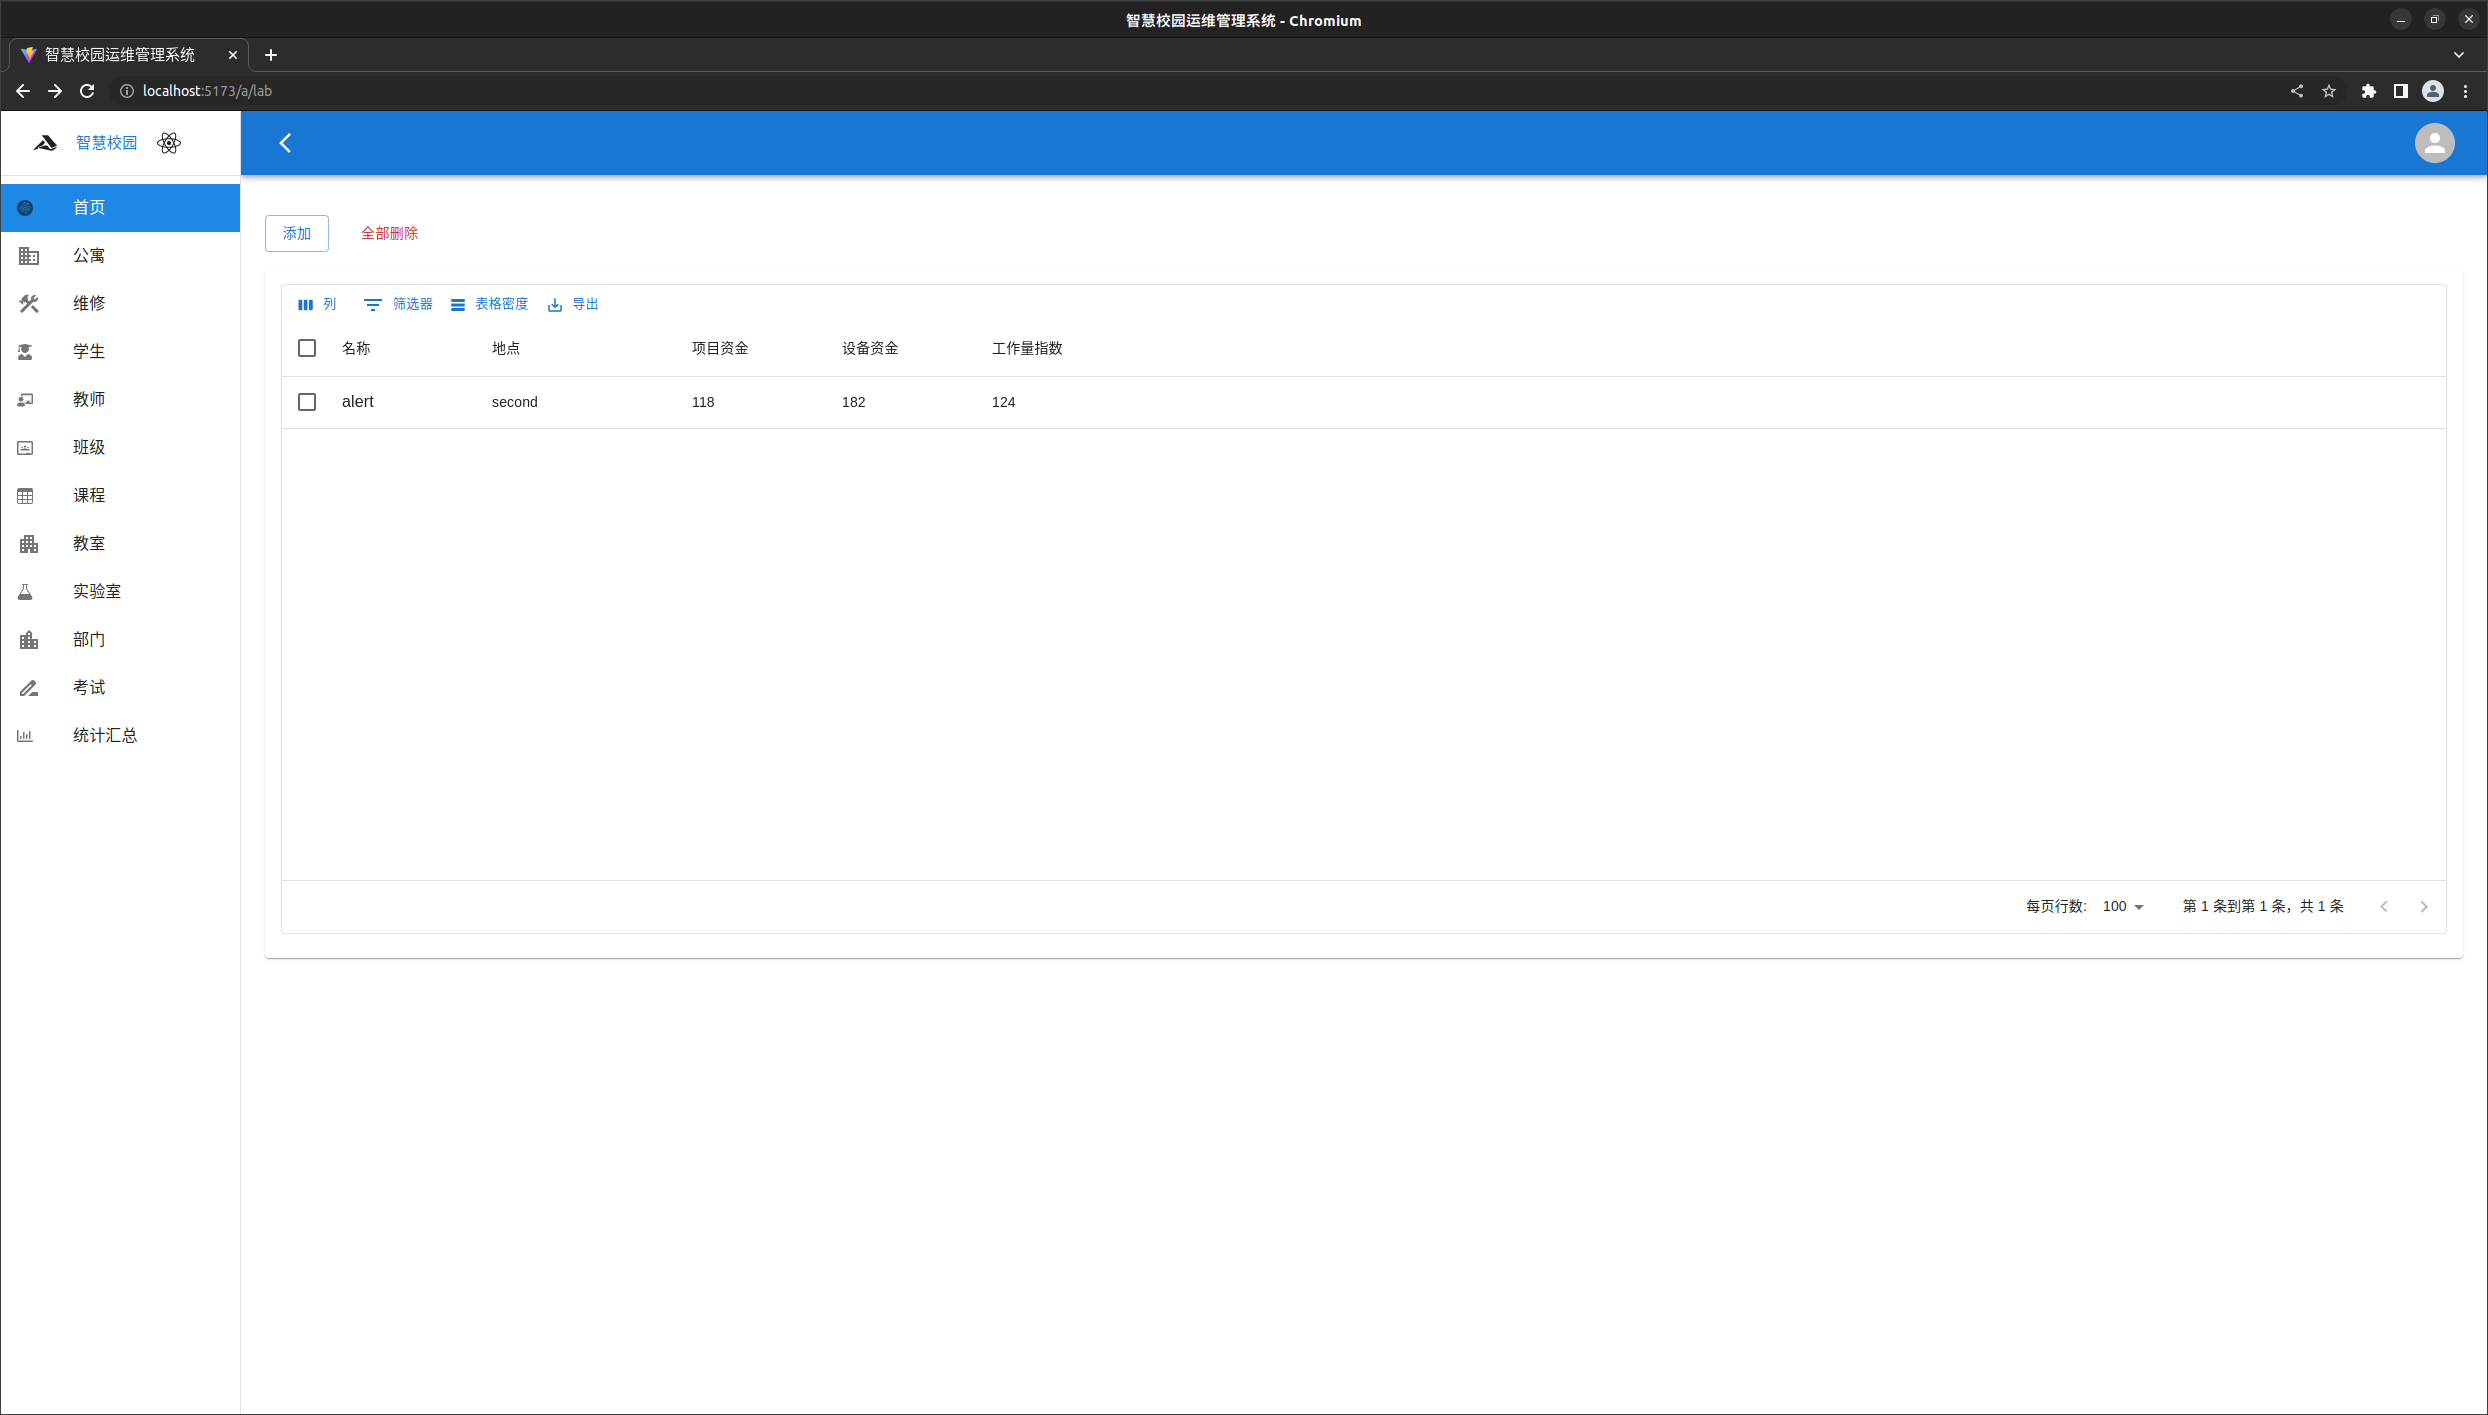 智慧校园运维管理系统 - Chromium
智慧校园运维管理系统
localhost:5173/a/lab
智慧校园
首页
公寓
维修
学生
教师
班级
课程
教室
实验室
部门
考试
统计汇总
添加 全部删除
列 筛选器 表格密度 导出
名称 地点 项目资金 设备资金 工作量指数
alert second 118 182 124
每页行数: 100 第 1 条到第 1 条，共 1 条